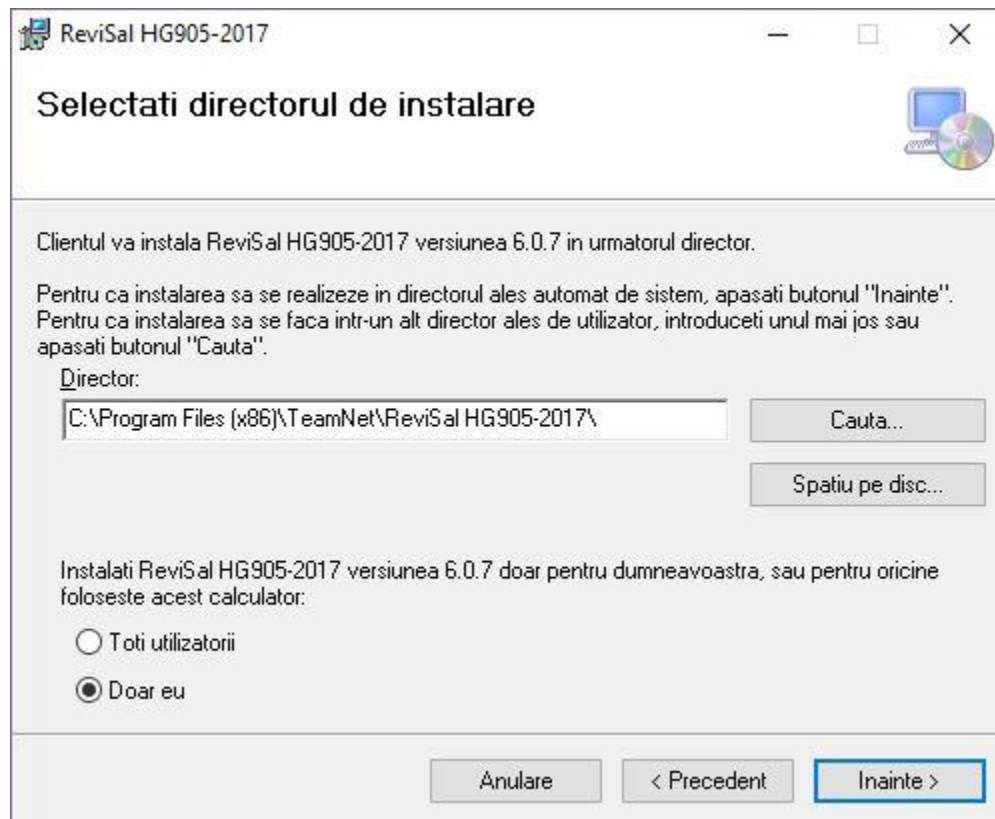 ReviSal HG905-2017
Selectati directorul de instalare
Clientul va instala ReviSal HG905-2017 versiunea 6.0.7 in urmatorul director.
Pentru ca instalarea sa se realizeze in directorul ales automat de sistem, apasati butonul "Inainte".
Pentru ca instalarea sa se faca intr-un alt director ales de utilizator, introduceti unul mai jos sau
apasati butonul "Cauta".
Director:
C:\Program Files (x86)\TeamNet\ReviSal HG905-2017\
Cauta...
Spatiu pe disc...
Instalati ReviSal HG905-2017 versiunea 6.0.7 doar pentru dumneavoastra, sau pentru oricine
foloseste acest calculator:
Toti utilizatorii
Doar eu
Anulare
< Precedent
Inainte >